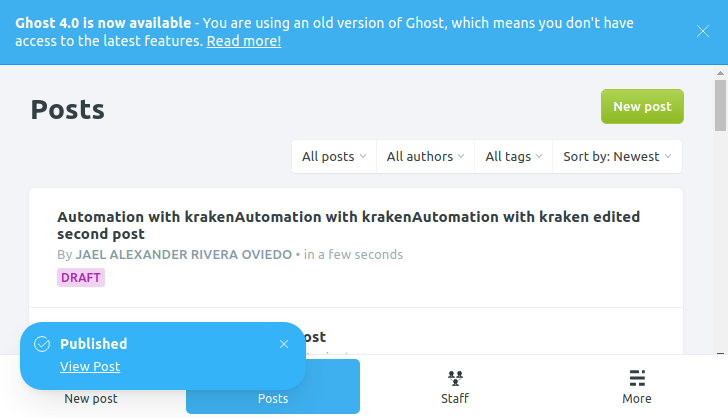 Ghost 4.0 is now available - You are using an old version of Ghost, which means you don't have
access to the latest features. Read more!
Posts
New post
All posts
All authors
All tags
Sort by: Newest
Automation with krakenAutomation with krakenAutomation with kraken edited
second post
By JAEL ALEXANDER RIVERA OVIEDO • in a few seconds
DRAFT
Published
View Post
New post
Posts
Staff
More